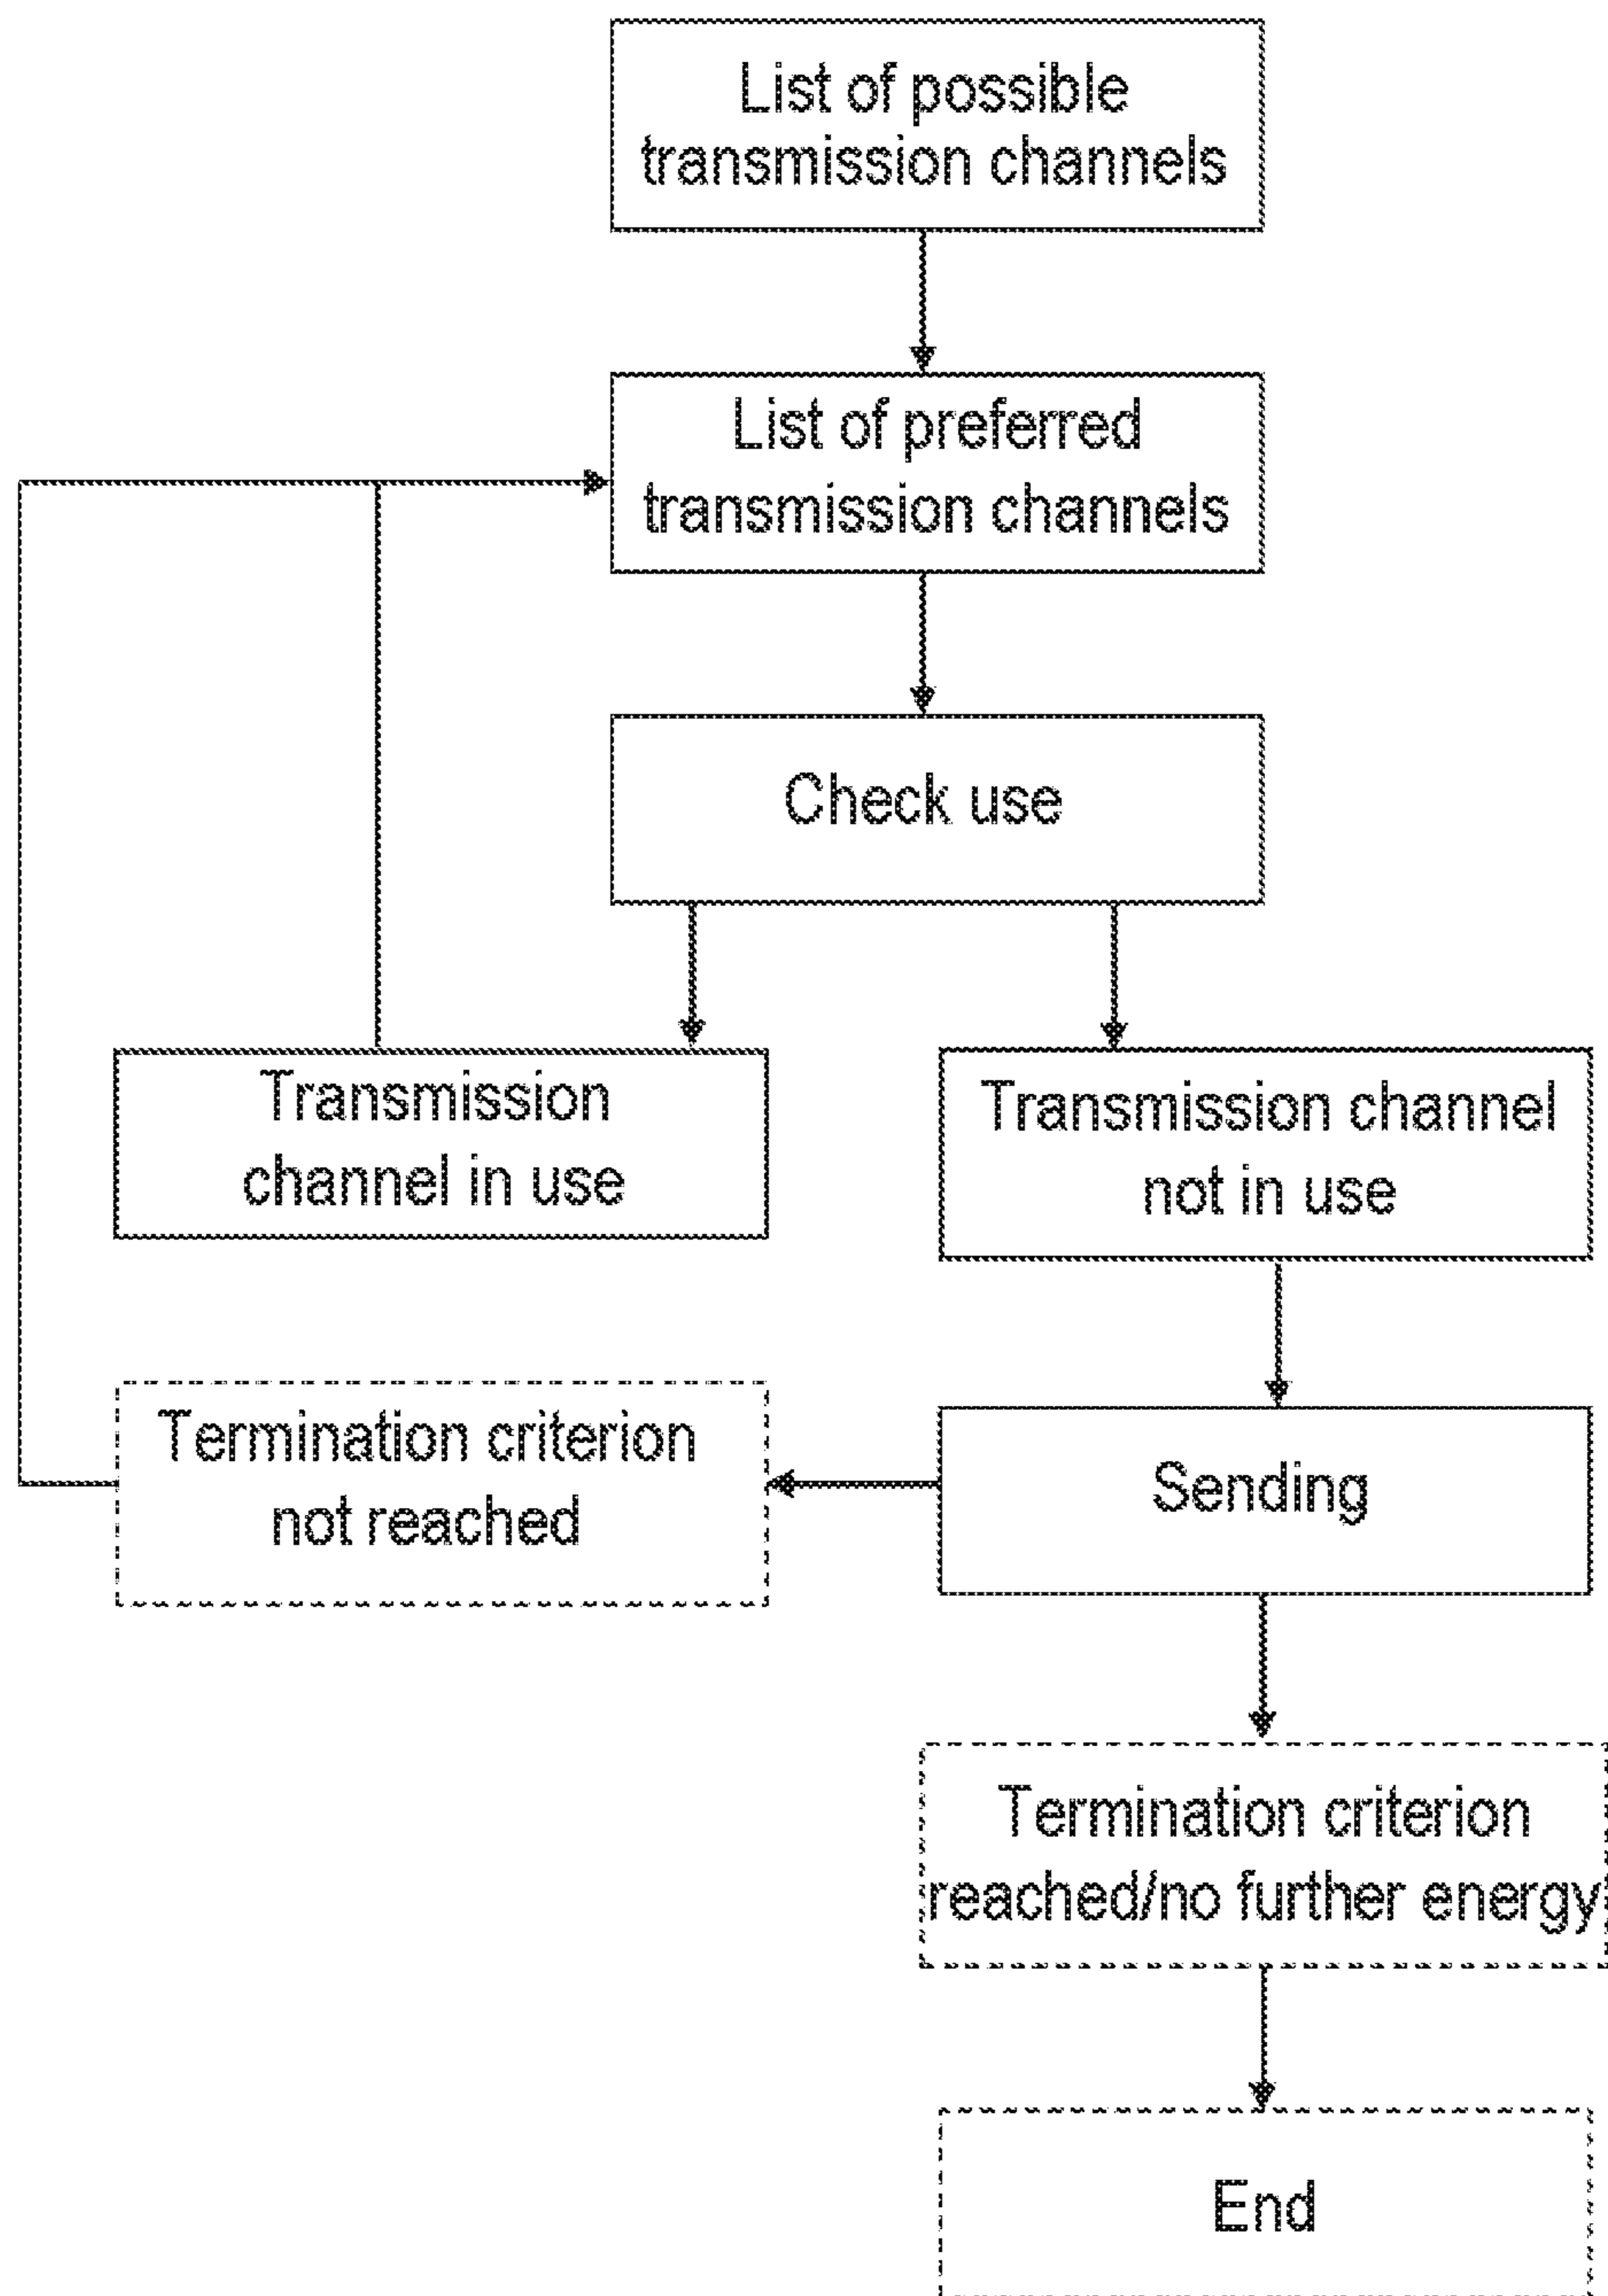 List of possible
transmission channels
List of preferred
transmission channels
Check use
Transmission
channel in use
Transmission channel
not in use
Termination criterion
not reached
Sending
Termination criterion
reached/no further energy
End